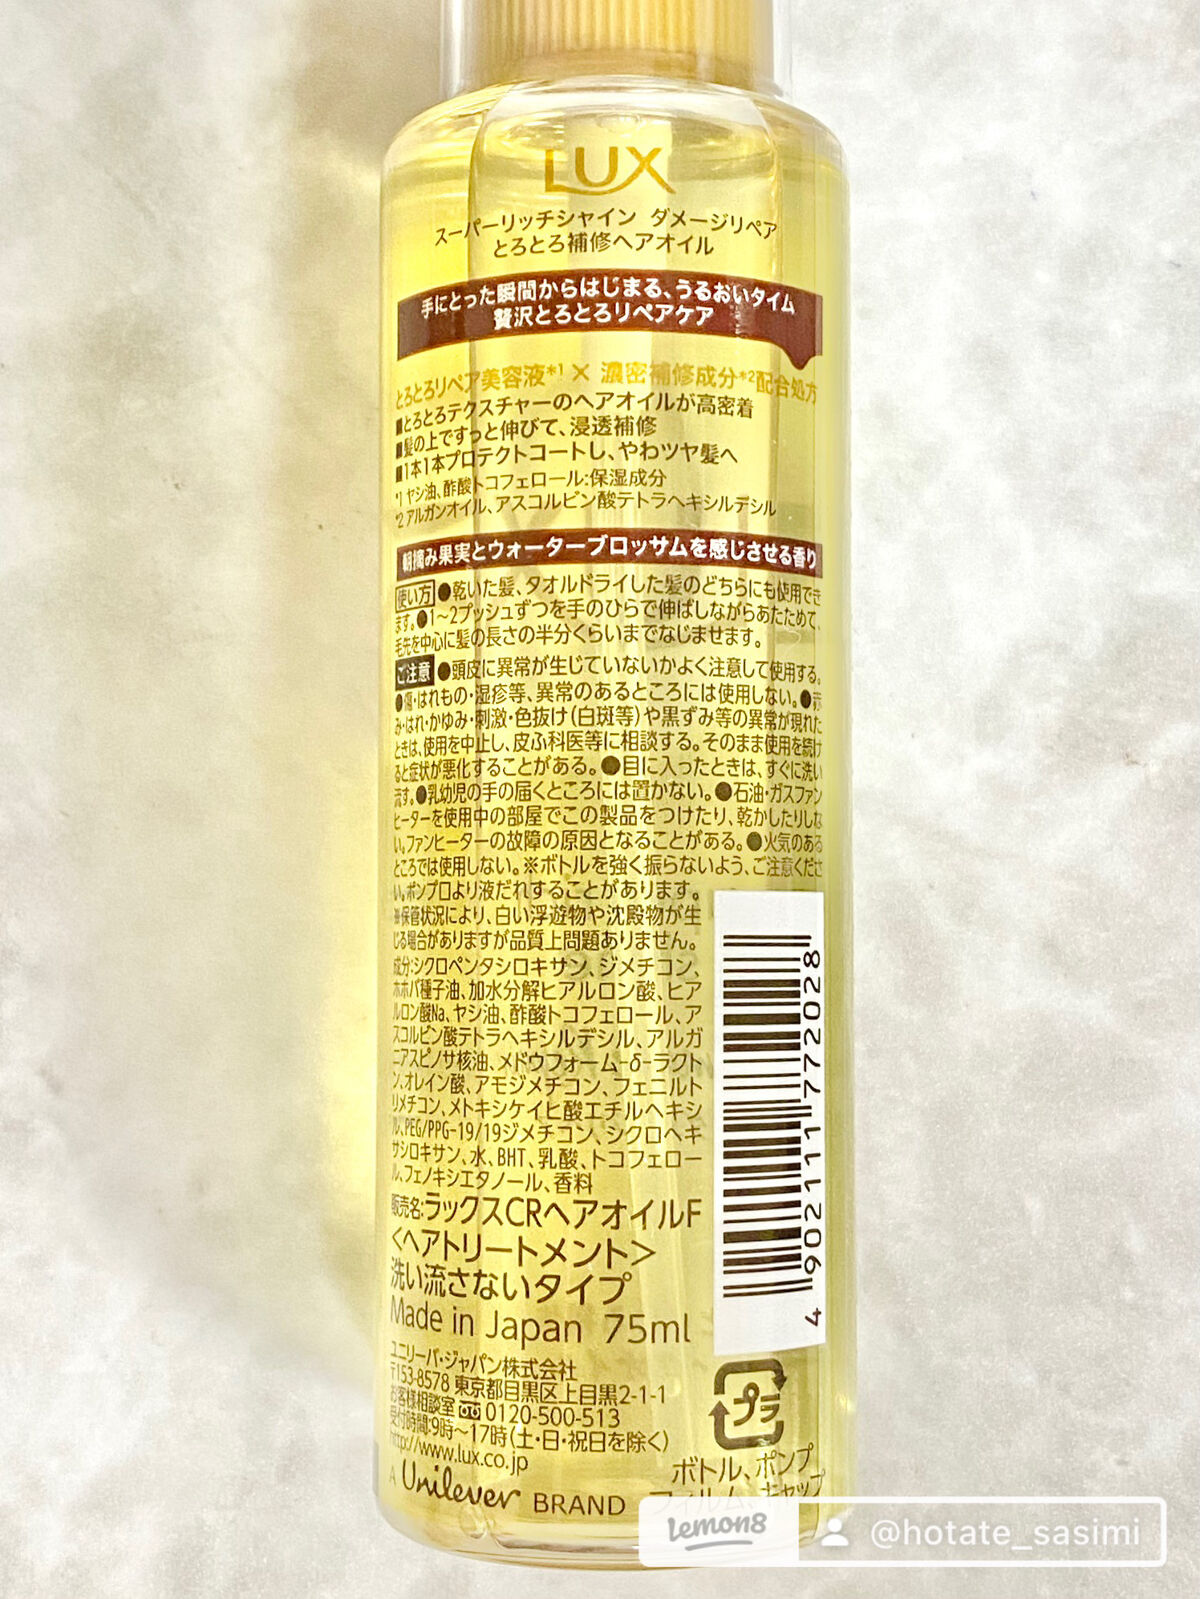 LUX
スーパーリッチシャイン ダメージリペア
とろとろ補修ヘアオイル
手にとった瞬間からはじまる、うるおいタイム
贅沢とろとろリペアケア
とろとろリペア美容液*1 × 濃密補修成分*2配合処方
■とろとろテクスチャーのヘアオイルが高密着
■髪の上ですっと伸びて、浸透補修
■1本1本プロテクトコートし、やわツヤ髪へ
*1 ヤシ油、酢酸トコフェロール:保湿成分
*2 アルガンオイル、アスコルビン酸テトラヘキシルデシル
朝摘み果実とウォーターブロッサムを感じさせる香り
使い方 ●乾いた髪、タオルドライした髪のどちらにも使用でき
ます。●1～2プッシュずつを手のひらで伸ばしながらあたためて、
毛先を中心に髪の長さの半分くらいまでなじませます。
ご注意 ●頭皮に異常が生じていないかよく注意して使用する。
●傷・はれもの・湿疹等、異常のあるところには使用しない。●赤
み・はれ・かゆみ・刺激・色抜け(白斑等)や黒ずみ等の異常が現れた
ときは、使用を中止し、皮ふ科医等に相談する。そのまま使用を続け
ると症状が悪化することがある。●目に入ったときは、すぐに洗い
流す。●乳幼児の手の届くところには置かない。●石油・ガスファン
ヒーターを使用中の部屋でこの製品をつけたり、乾かしたりしな
い。ファンヒーターの故障の原因となることがある。●火気のある
ところでは使用しない。※ボトルを強く振らないよう、ご注意くださ
い。ポンプ口より液だれすることがあります。
※保管状況により、白い浮遊物や沈殿物が生
じる場合がありますが品質上問題ありません。
成分:シクロペンタシロキサン、ジメチコン、
ホホバ種子油、加水分解ヒアルロン酸、ヒア
ルロン酸Na、ヤシ油、酢酸トコフェロール、ア
スコルビン酸テトラヘキシルデシル、アルガ
ニアスピノサ核油、メドウフォーム-δ-ラクト
ン、オレイン酸、アモジメチコン、フェニルト
リメチコン、メトキシケイヒ酸エチルヘキシ
ル、PEG/PPG-19/19ジメチコン、シクロヘキ
サシロキサン、水、BHT、乳酸、トコフェロー
ル、フェノキシエタノール、香料
販売名:ラックスCRヘアオイルF
<ヘアトリートメント>
洗い流さないタイプ
Made in Japan 75ml
ユニリーバ・ジャパン株式会社
〒153-8578 東京都目黒区上目黒2-1-1
お客様相談室 0120-500-513
受付時間:9時～17時(土・日・祝日を除く)
http://www.lux.co.jp
A Unilever BRAND
4902111772028
プラ
ボトル、ポンプ
フィルム、キャップ
Lemon8
@hotate_sasimi